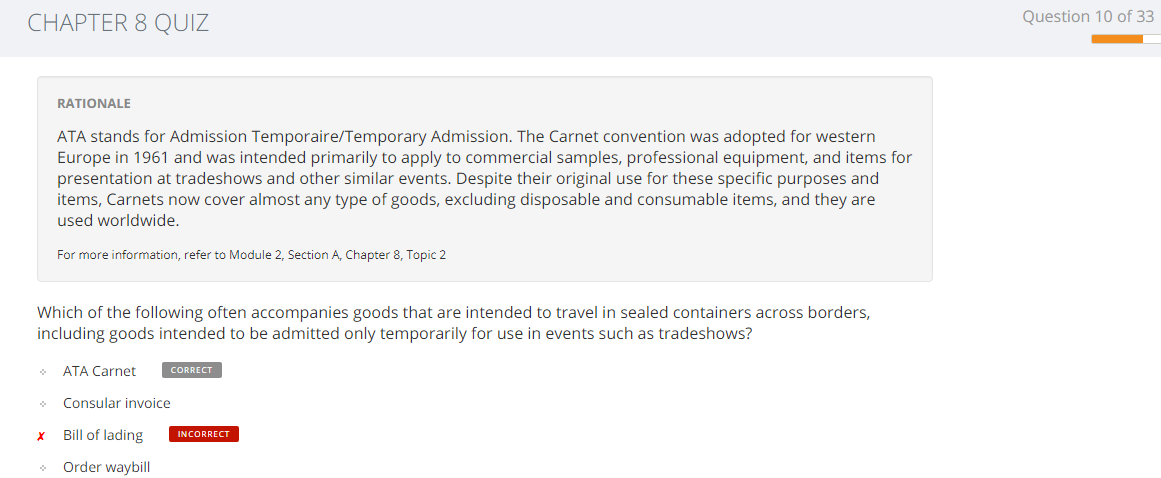 CHAPTER 8 QUIZ
Question 10 of 33
RATIONALE
ATA stands for Admission Temporaire/Temporary Admission. The Carnet convention was adopted for western
Europe in 1961 and was intended primarily to apply to commercial samples, professional equipment, and items for
presentation at tradeshows and other similar events. Despite their original use for these specific purposes and
items, Carnets now cover almost any type of goods, excluding disposable and consumable items, and they are
used worldwide.
For more information, refer to Module 2, Section A, Chapter 8, Topic 2
Which of the following often accompanies goods that are intended to travel in sealed containers across borders,
including goods intended to be admitted only temporarily for use in events such as tradeshows?
ATA Carnet CORRECT
Consular invoice
✗ Bill of lading INCORRECT
Order waybill